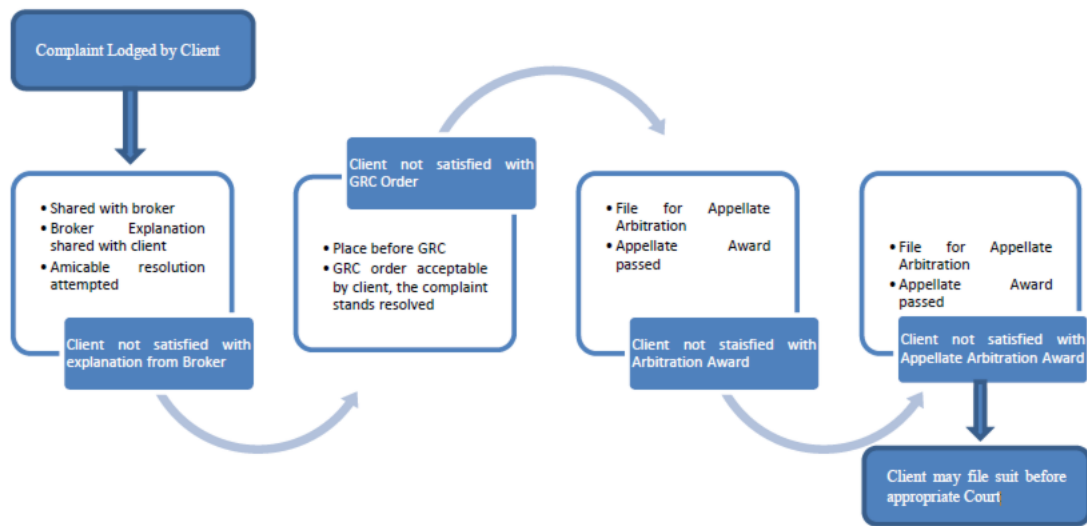 Complaint Lodged by Client
• Shared with broker
• Broker Explanation
shared with client
• Amicable resolution
attempted
Client not satisfied with
explanation from Broker
Client not satisfied with
GRC Order
• Place before GRC
• GRC order acceptable
by client, the complaint
stands resolved
• File for Appellate
Arbitration
• Appellate Award
passed
Client not staisfied with
Arbitration Award
• File for Appellate
Arbitration
• Appellate Award
passed
Client not satisfied with
Appellate Arbitration Award
Client may file suit before
appropriate Court